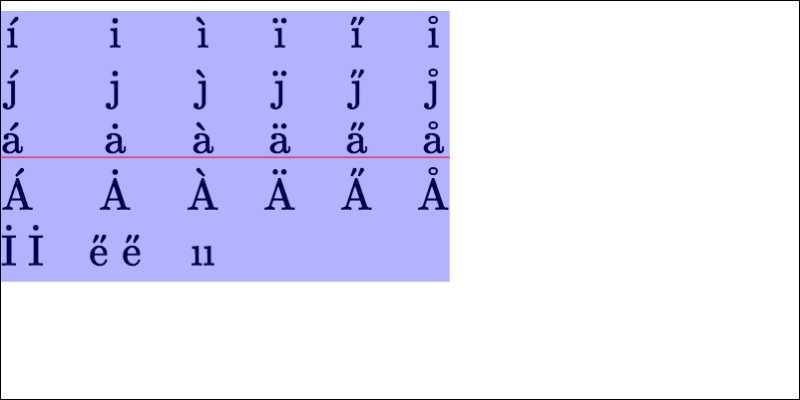 í i ì ï i̋ i̊
j́ j j̀ j̈ j̋ j̊
á ȧ à ä a̋ å
Á Ȧ À Ä A̋ Å
İ İ e̋ e̋ ıı